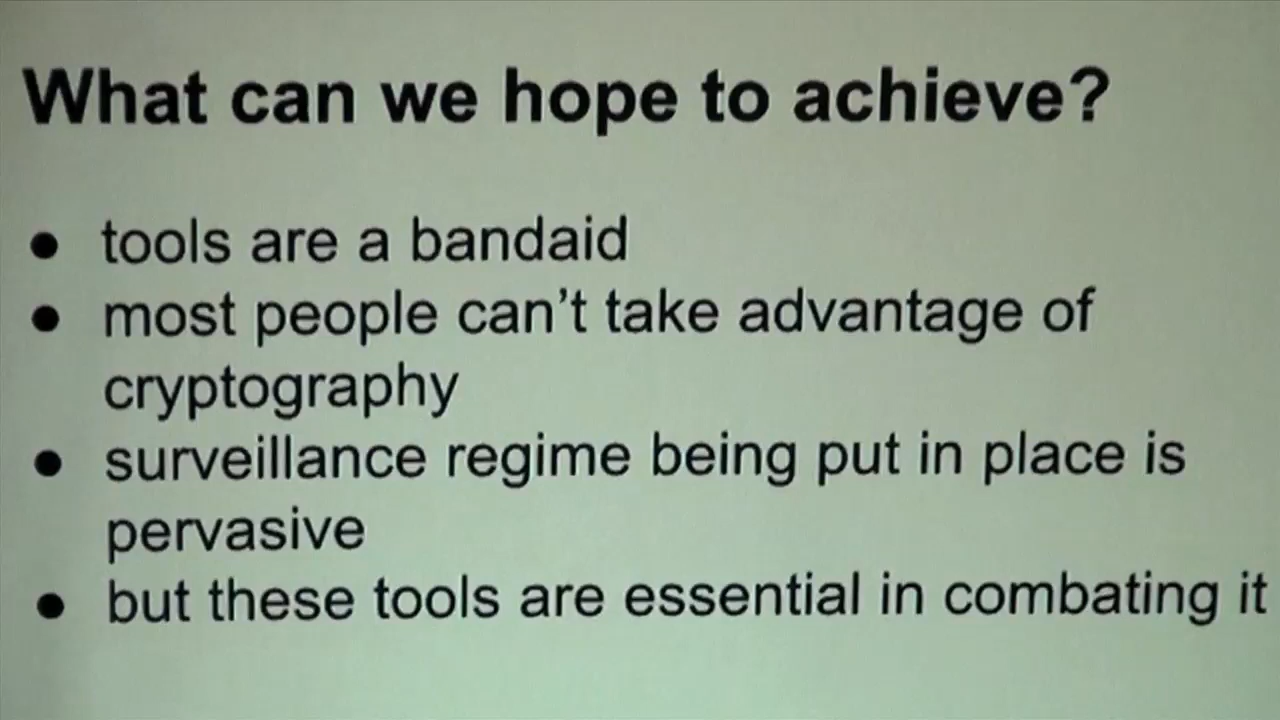 What can we hope to achieve?
● tools are a bandaid
● most people can't take advantage of
cryptography
● surveillance regime being put in place is
pervasive
● but these tools are essential in combating it